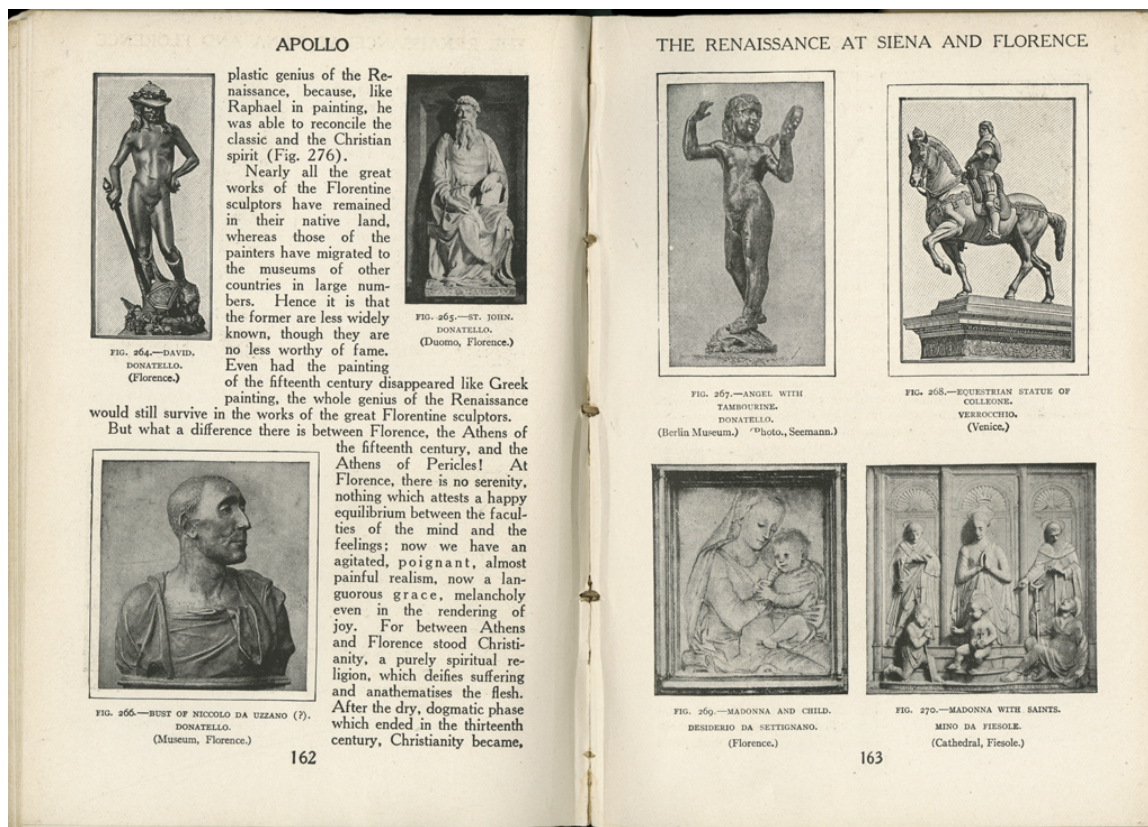 APOLLO
plastic genius of the Re-
naissance, because, like
Raphael in painting, he
was able to reconcile the
classic and the Christian
spirit (Fig. 276).
Nearly all the great
works of the Florentine
sculptors have remained
in their native land,
whereas those of the
painters have migrated to
the museums of other
countries in large num-
bers. Hence it is that
the former are less widely
known, though they are
no less worthy of fame.
Even had the painting
of the fifteenth century disappeared like Greek
painting, the whole genius of the Renaissance
would still survive in the works of the great Florentine sculptors.
But what a difference there is between Florence, the Athens of
the fifteenth century, and the
Athens of Pericles! At
Florence, there is no serenity,
nothing which attests a happy
equilibrium between the facul-
ties of the mind and the
feelings; now we have an
agitated, poignant, almost
painful realism, now a lan-
guorous grace, melancholy
even in the rendering of
joy. For between Athens
and Florence stood Christi-
anity, a purely spiritual re-
ligion, which deifies suffering
and anathematises the flesh.
After the dry, dogmatic phase
which ended in the thirteenth
century, Christianity became,
FIG. 264.—DAVID.
DONATELLO.
(Florence.)
FIG. 265.—ST. JOHN.
DONATELLO.
(Duomo, Florence.)
FIG. 266.—BUST OF NICCOLO DA UZZANO (?).
DONATELLO.
(Museum, Florence.)
162
THE RENAISSANCE AT SIENA AND FLORENCE
FIG. 267.—ANGEL WITH
TAMBOURINE.
DONATELLO.
(Berlin Museum.) (Photo., Seemann.)
FIG. 268.—EQUESTRIAN STATUE OF
COLLEONE.
VERROCCHIO.
(Venice.)
FIG. 269.—MADONNA AND CHILD.
DESIDERIO DA SETTIGNANO.
(Florence.)
FIG. 270.—MADONNA WITH SAINTS.
MINO DA FIESOLE.
(Cathedral, Fiesole.)
163